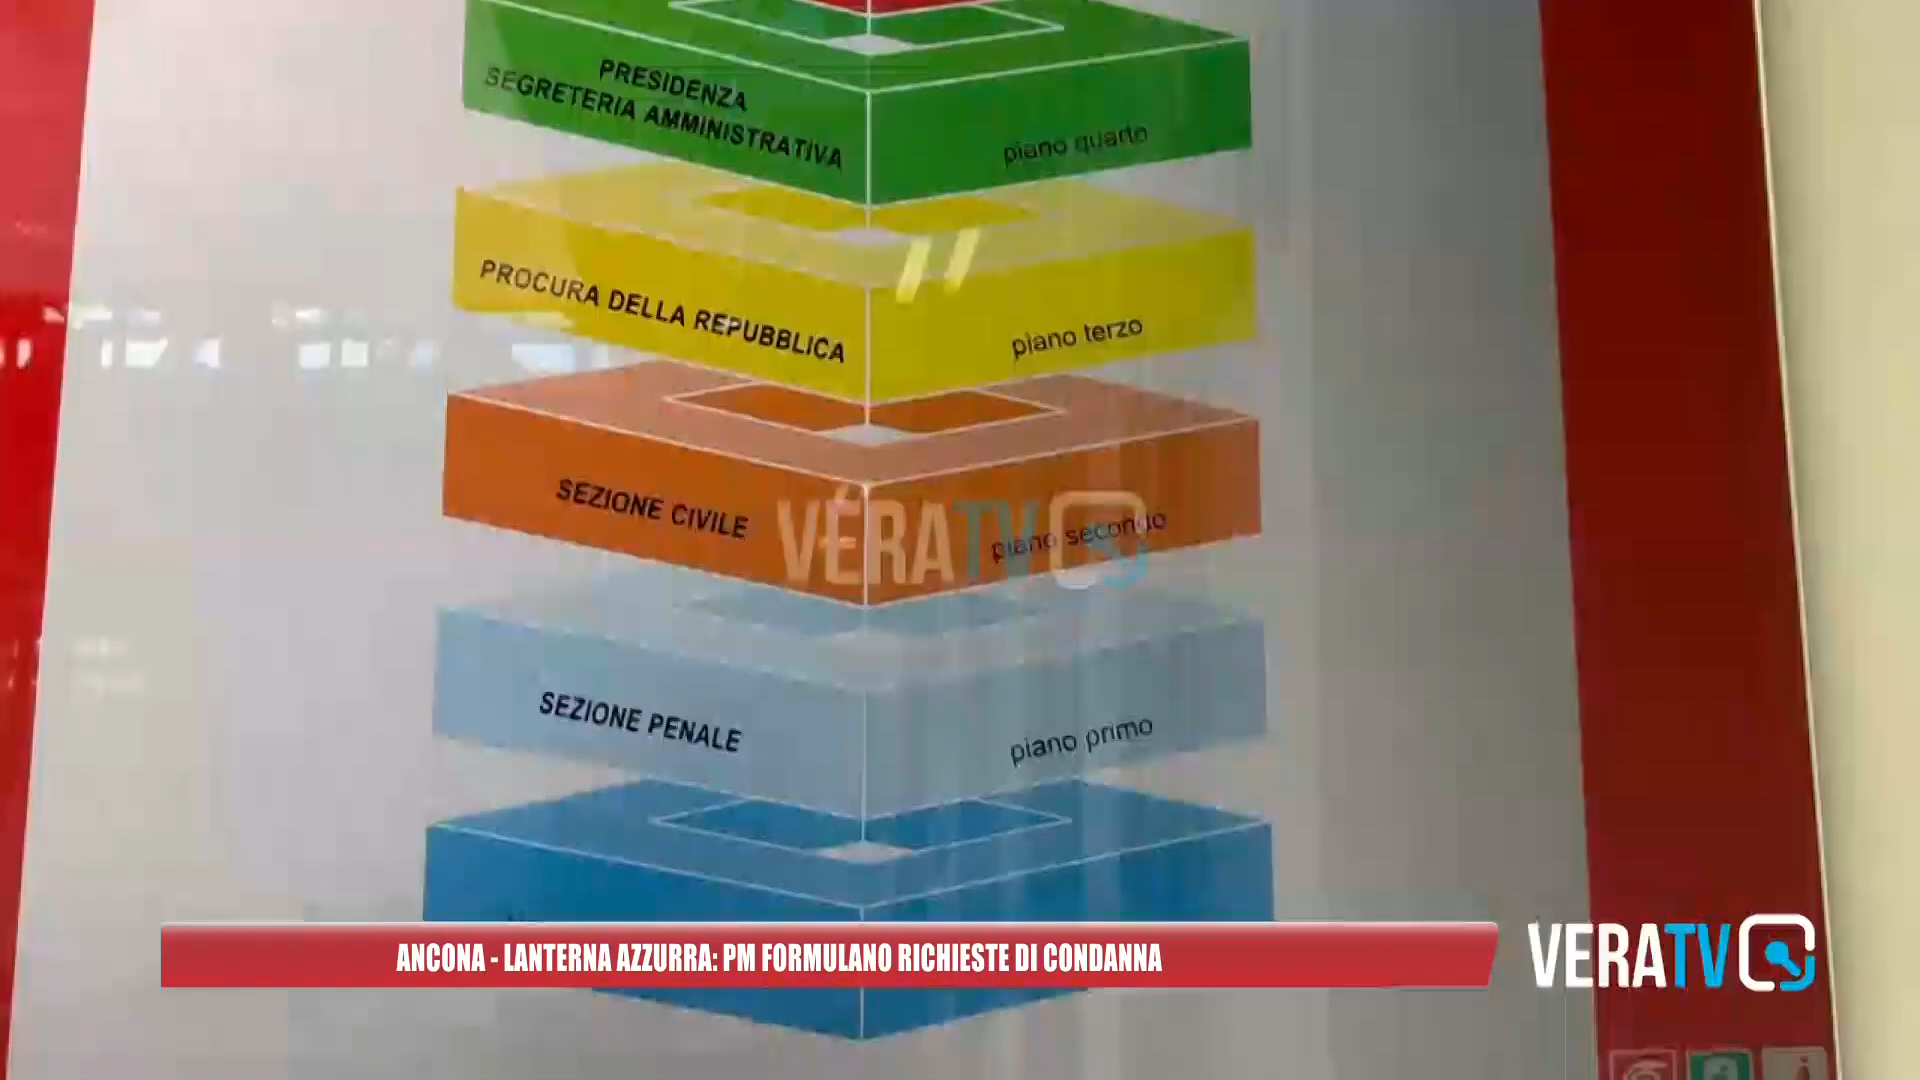 PRESIDENZA
SEGRETERIA AMMINISTRATIVA
piano quarto
PROCURA DELLA REPUBBLICA
piano terzo
SEZIONE CIVILE
piano secondo
VERATV
SEZIONE PENALE
piano primo
ANCONA - LANTERNA AZZURRA: PM FORMULANO RICHIESTE DI CONDANNA
VERATV